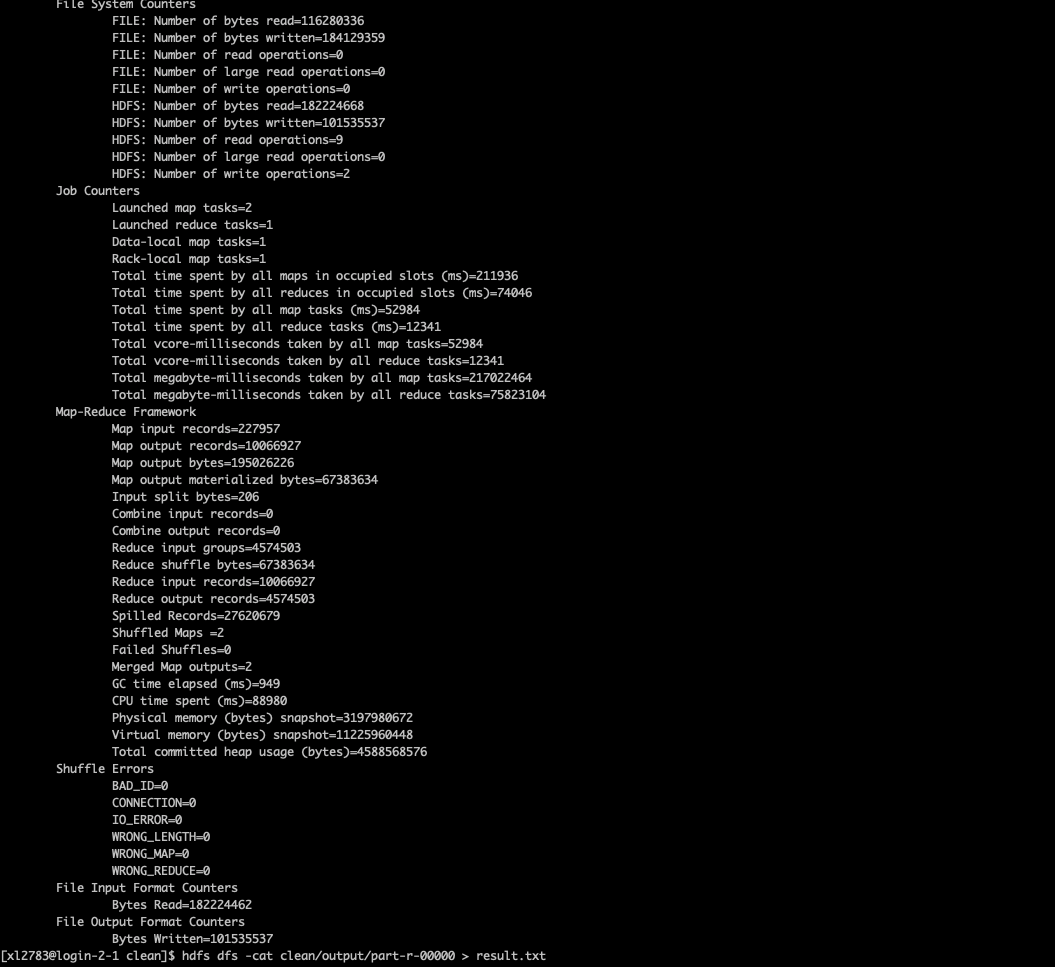 File System Counters
FILE: Number of bytes read=116280336
FILE: Number of bytes written=184129359
FILE: Number of read operations=0
FILE: Number of large read operations=0
FILE: Number of write operations=0
HDFS: Number of bytes read=182224668
HDFS: Number of bytes written=101535537
HDFS: Number of read operations=9
HDFS: Number of large read operations=0
HDFS: Number of write operations=2
Job Counters
Launched map tasks=2
Launched reduce tasks=1
Data-local map tasks=1
Rack-local map tasks=1
Total time spent by all maps in occupied slots (ms)=211936
Total time spent by all reduces in occupied slots (ms)=74046
Total time spent by all map tasks (ms)=52984
Total time spent by all reduce tasks (ms)=12341
Total vcore-milliseconds taken by all map tasks=52984
Total vcore-milliseconds taken by all reduce tasks=12341
Total megabyte-milliseconds taken by all map tasks=217022464
Total megabyte-milliseconds taken by all reduce tasks=75823104
Map-Reduce Framework
Map input records=227957
Map output records=10066927
Map output bytes=195026226
Map output materialized bytes=67383634
Input split bytes=206
Combine input records=0
Combine output records=0
Reduce input groups=4574503
Reduce shuffle bytes=67383634
Reduce input records=10066927
Reduce output records=4574503
Spilled Records=27620679
Shuffled Maps =2
Failed Shuffles=0
Merged Map outputs=2
GC time elapsed (ms)=949
CPU time spent (ms)=88980
Physical memory (bytes) snapshot=3197980672
Virtual memory (bytes) snapshot=11225960448
Total committed heap usage (bytes)=4588568576
Shuffle Errors
BAD_ID=0
CONNECTION=0
IO_ERROR=0
WRONG_LENGTH=0
WRONG_MAP=0
WRONG_REDUCE=0
File Input Format Counters
Bytes Read=182224462
File Output Format Counters
Bytes Written=101535537
[xl2783@login-2-1 clean]$ hdfs dfs -cat clean/output/part-r-00000 > result.txt